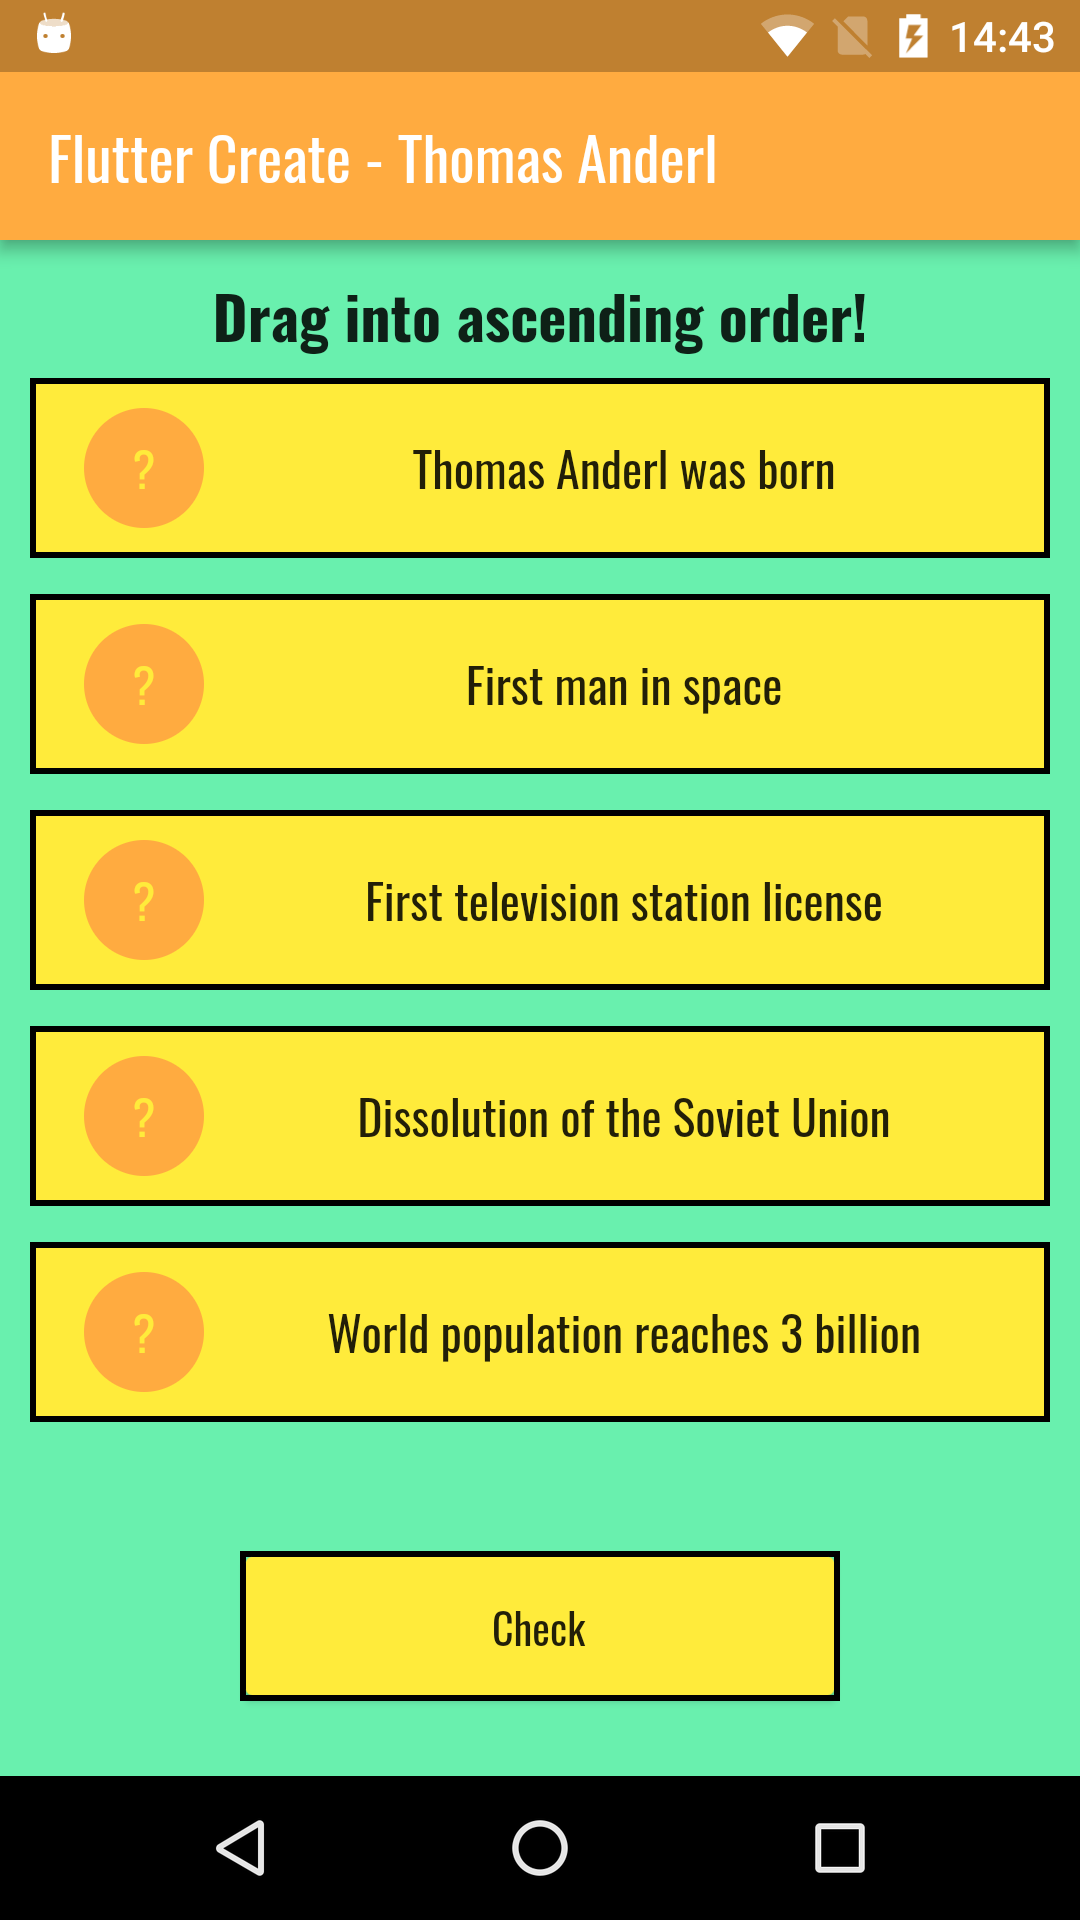 14:43
Flutter Create - Thomas Anderl
Drag into ascending order!
? Thomas Anderl was born
? First man in space
? First television station license
? Dissolution of the Soviet Union
? World population reaches 3 billion
Check